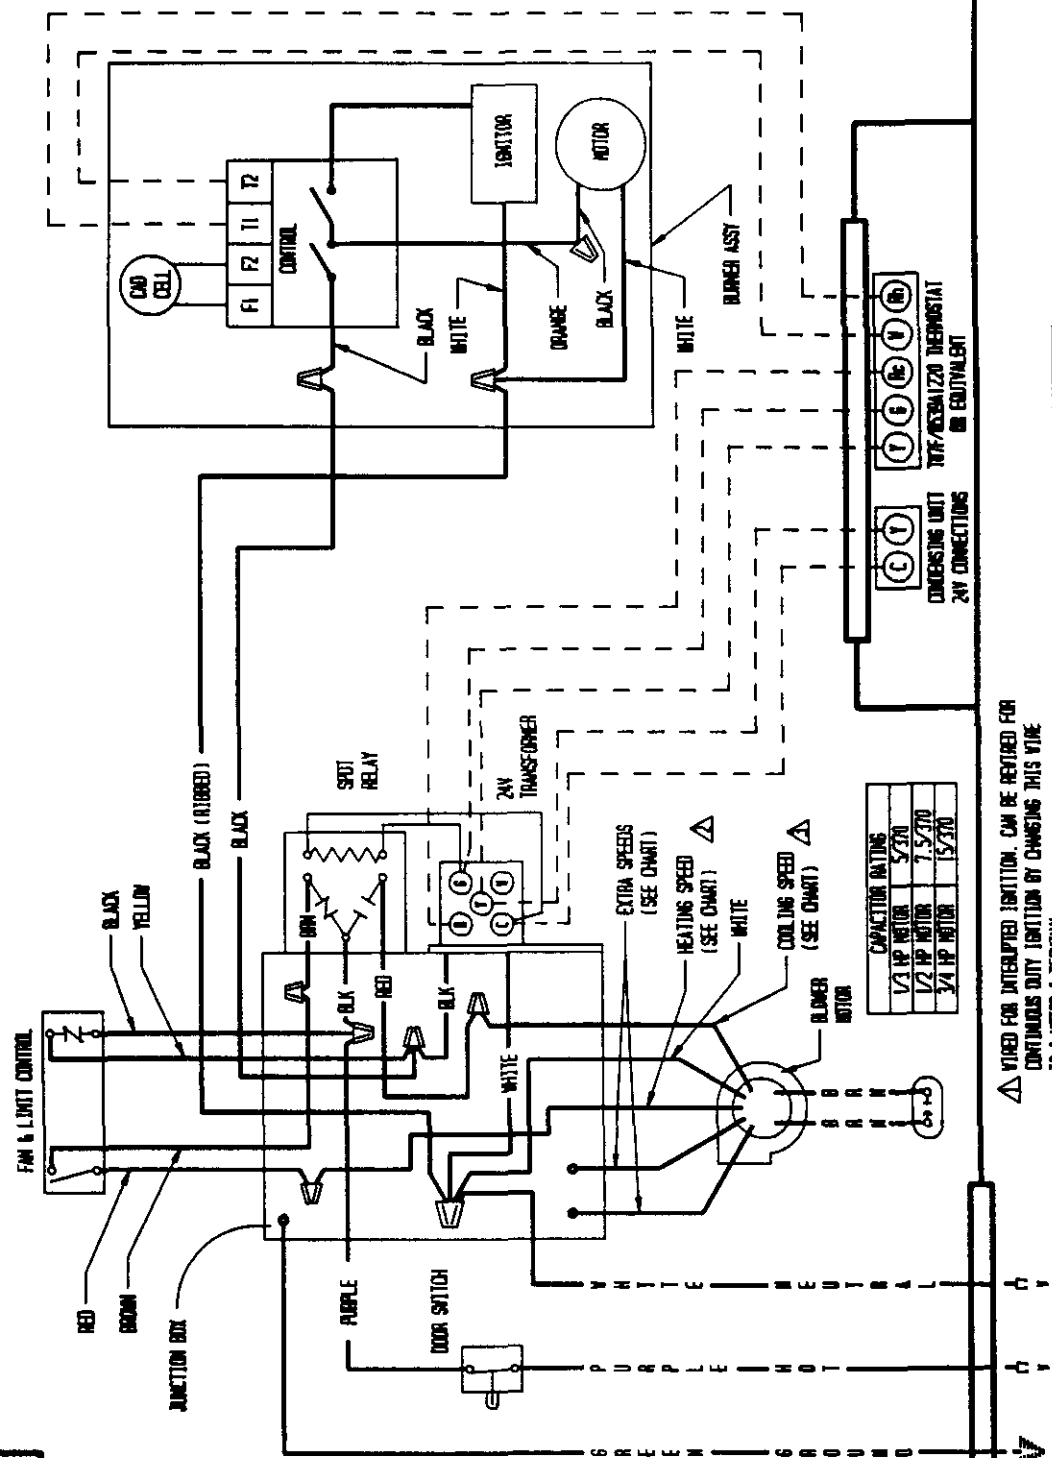 CAD
CELL
F1
F2
T1
T2
CONTROL
IGNITOR
MOTOR
BLACK
WHITE
ORANGE
BLACK
WHITE
BURNER ASSY
Rh
W
Rc
G
Y
THERMOSTAT
OR EQUIVALENT
Y
C
CONDENSING UNIT
24V CONNECTIONS
BLACK (RIBBED)
BLACK
SPDT
RELAY
24V
TRANSFORMER
G
W
Y
R
C
BLACK
YELLOW
FAN & LIMIT CONTROL
BRN
BLK
RED
BLK
WHITE
EXTRA SPEEDS
(SEE CHART)
HEATING SPEED
(SEE CHART)
WHITE
COOLING SPEED
(SEE CHART)
BLOWER
MOTOR
CAPACITOR RATING
1/3 HP MOTOR 5/370
1/2 HP MOTOR 7.5/370
3/4 HP MOTOR 15/370
WIRED FOR INTERRUPTED IGNITION. CAN BE REWIRED FOR
CONTINUOUS DUTY IGNITION BY CHANGING THIS WIRE
BRN
BRN
RED
BROWN
JUNCTION BOX
PURPLE
DOOR SWITCH
WHITE NEUTRAL
PURPLE HOT
GREEN GROUND